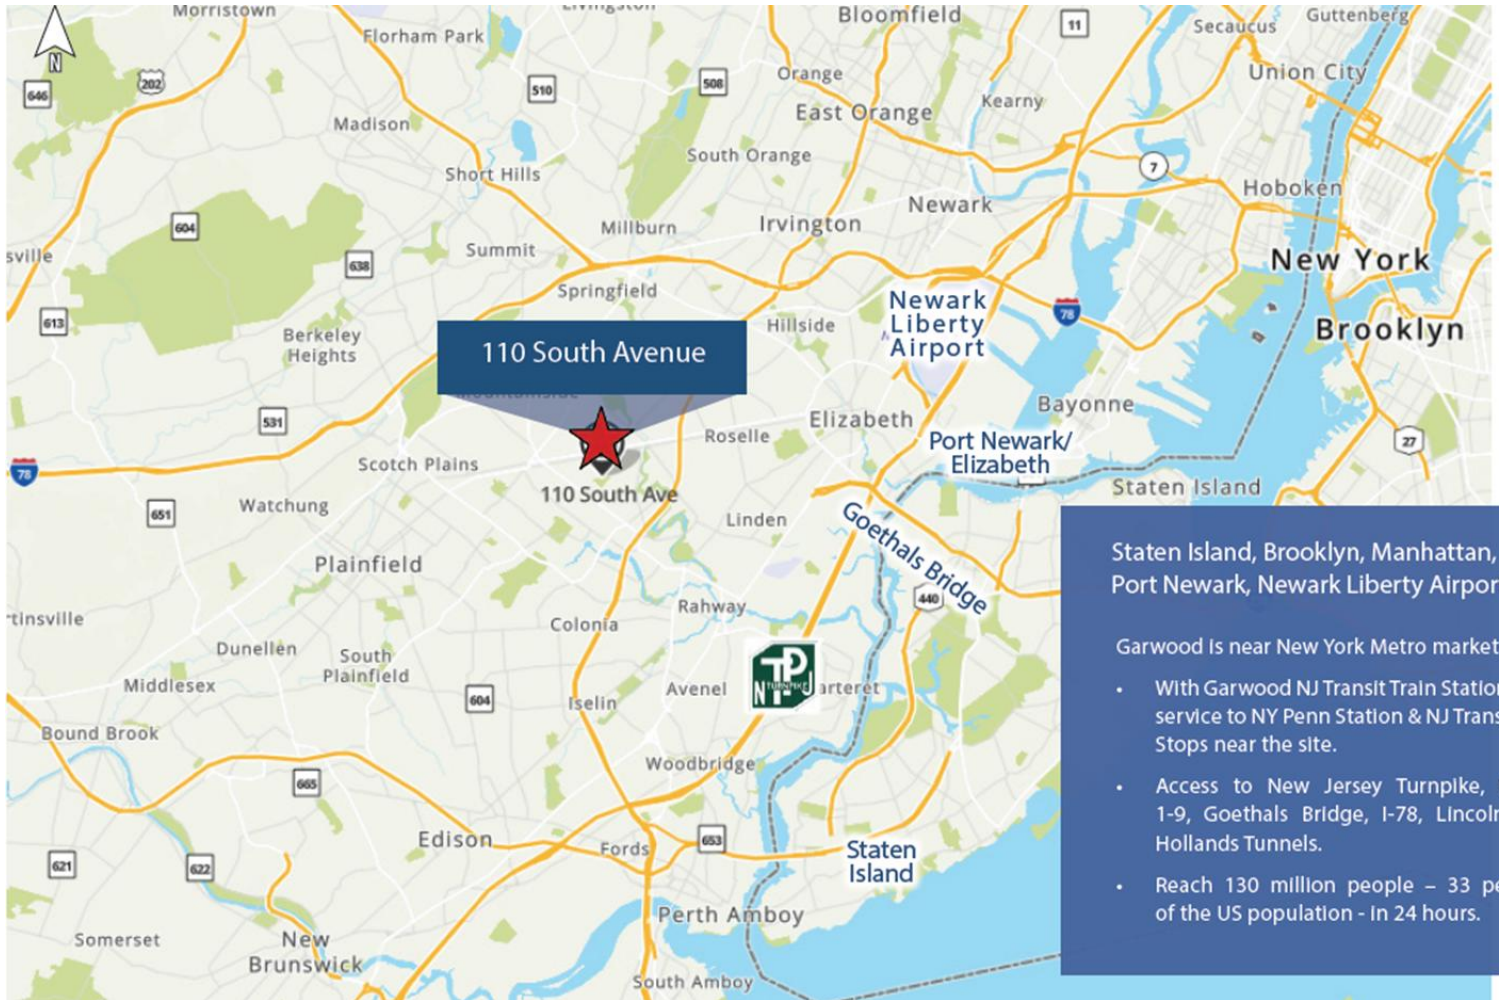 Morristown
Livingston
Bloomfield
11
Guttenberg
Secaucus
Florham Park
N
646
202
510
508
Orange
Union City
Kearny
East Orange
Madison
South Orange
7
Short Hills
Hoboken
Newark
604
Millburn
Irvington
Summit
638
sville
New York
Springfield
Newark
Liberty
Airport
78
613
Hillside
Brooklyn
Berkeley
Heights
110 South Avenue
Mountainside
Bayonne
531
Elizabeth
Roselle
Port Newark/
Elizabeth
27
78
Scotch Plains
110 South Ave
Staten Island
651
Watchung
Linden
Goethals Bridge
Plainfield
440
Rahway
tinsville
Colonia
Dunellen
South
Plainfield
Middlesex
604
Iselin
Avenel
N TP J
TURNPIKE
arteret
Bound Brook
Woodbridge
665
Edison
Fords
653
621
622
Staten
Island
Perth Amboy
Somerset
New
Brunswick
South Amboy
Staten Island, Brooklyn, Manhattan,
Port Newark, Newark Liberty Airpor
Garwood is near New York Metro market
• With Garwood NJ Transit Train Station
service to NY Penn Station & NJ Trans
Stops near the site.
• Access to New Jersey Turnpike,
1-9, Goethals Bridge, I-78, Lincoln
Hollands Tunnels.
• Reach 130 million people – 33 pe
of the US population - in 24 hours.